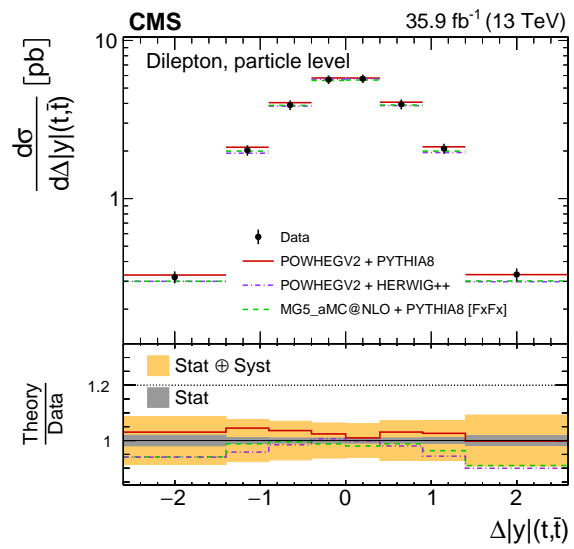 CMS 35.9 fb⁻¹ (13 TeV)
Dilepton, particle level
dσ/dΔ|y|(t,t̄) [pb]
10
1
Data
POWHEGV2 + PYTHIA8
POWHEGV2 + HERWIG++
MG5_aMC@NLO + PYTHIA8 [FxFx]
Theory/Data
1.2
1
Stat ⊕ Syst
Stat
−2 −1 0 1 2
Δ|y|(t,t̄)